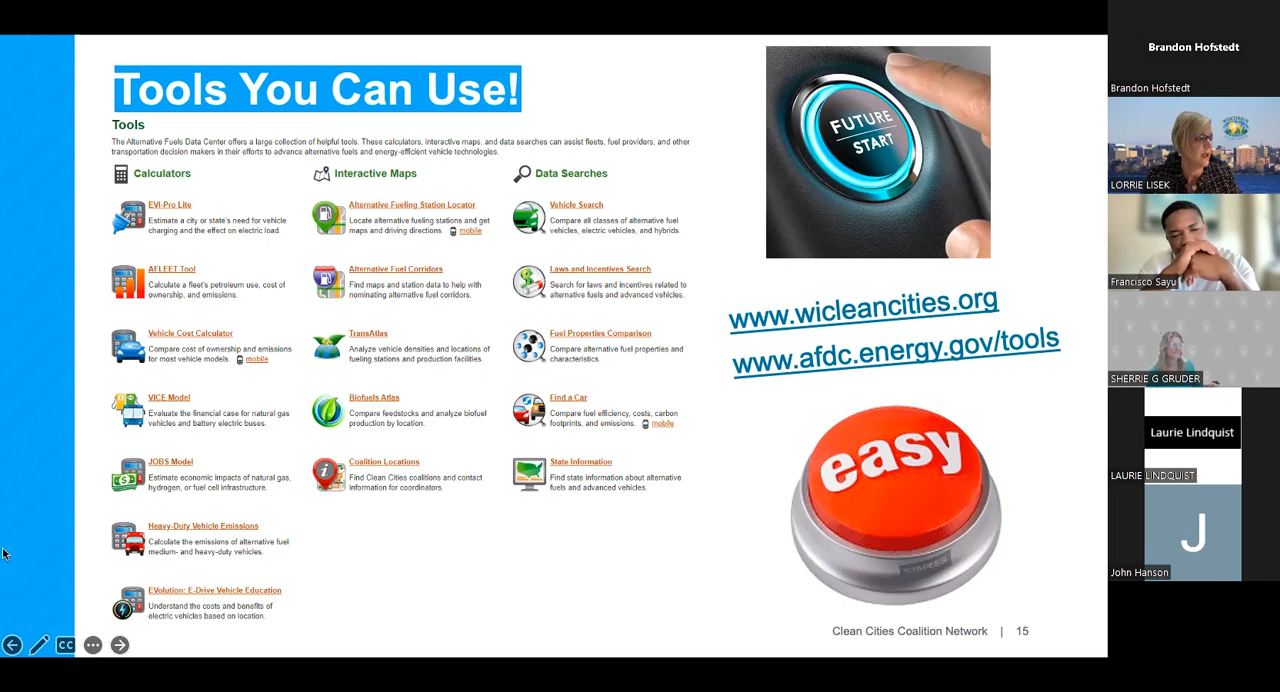 Tools You Can Use!
Tools
The Alternative Fuels Data Center offers a large collection of helpful tools. These calculators, interactive maps, and data searches can assist fleets, fuel providers, and other
transportation decision makers in their efforts to advance alternative fuels and energy-efficient vehicle technologies.
Calculators
EVI-Pro Lite
Estimate a city or state's need for vehicle
charging and the effect on electric load.
AFLEET Tool
Calculate a fleet's petroleum use, cost of
ownership, and emissions.
Vehicle Cost Calculator
Compare cost of ownership and emissions
for most vehicle models. mobile
VICE Model
Evaluate the financial case for natural gas
vehicles and battery electric buses.
JOBS Model
Estimate economic impacts of natural gas,
hydrogen, or fuel cell infrastructure.
Heavy-Duty Vehicle Emissions
Calculate the emissions of alternative fuel
medium- and heavy-duty vehicles.
EVolution: E-Drive Vehicle Education
Understand the costs and benefits of
electric vehicles based on location.
Interactive Maps
Alternative Fueling Station Locator
Locate alternative fueling stations and get
maps and driving directions. mobile
Alternative Fuel Corridors
Find maps and station data to help with
nominating alternative fuel corridors.
TransAtlas
Analyze vehicle densities and locations of
fueling stations and production facilities.
Biofuels Atlas
Compare feedstocks and analyze biofuel
production by location.
Coalition Locations
Find Clean Cities coalitions and contact
information for coordinators.
Data Searches
Vehicle Search
Compare all classes of alternative fuel
vehicles, electric vehicles, and hybrids.
Laws and Incentives Search
Search for laws and incentives related to
alternative fuels and advanced vehicles.
Fuel Properties Comparison
Compare alternative fuel properties and
characteristics.
Find a Car
Compare fuel efficiency, costs, carbon
footprints, and emissions. mobile
State Information
Find state information about alternative
fuels and advanced vehicles.
FUTURE
START
www.wicleancities.org
www.afdc.energy.gov/tools
easy
STAPLES
Clean Cities Coalition Network | 15
CC
Brandon Hofstedt
Brandon Hofstedt
WISCONSIN
LORRIE LISEK
Francisco Sayu
SHERRIE G GRUDER
Laurie Lindquist
LAURIE LINDQUIST
J
John Hanson